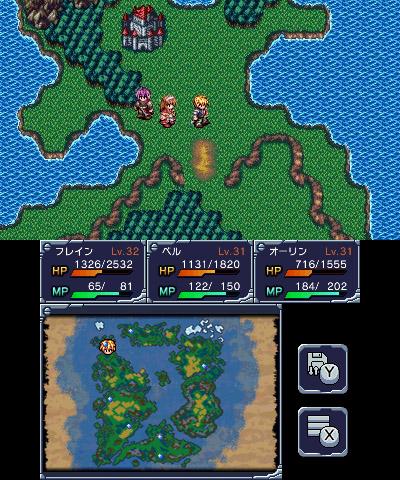 フレイン Lv.32
HP 1326/2532
MP 65/ 81
ベル Lv.31
HP 1131/1820
MP 122/ 150
オーリン Lv.31
HP 716/1555
MP 184/ 202
Y
X